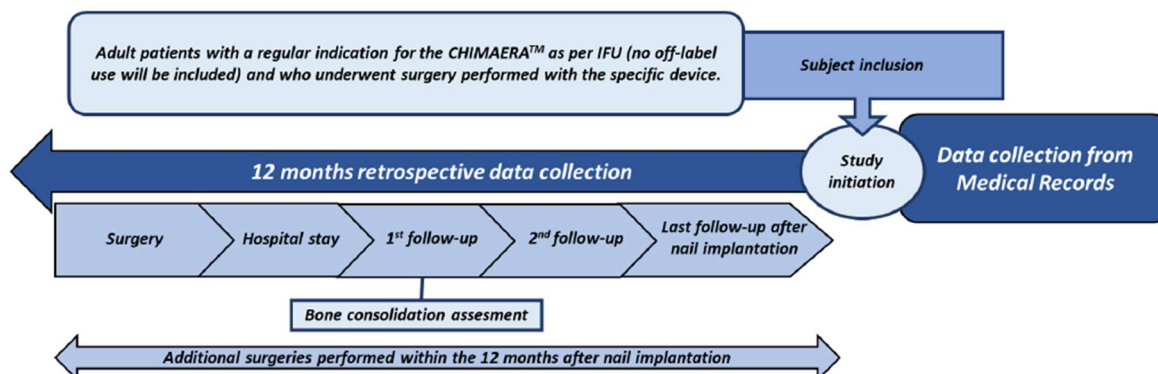 Adult patients with a regular indication for the CHIMAERA™ as per IFU (no off-label
use will be included) and who underwent surgery performed with the specific device.
Subject inclusion
12 months retrospective data collection
Study
initiation
Data collection from
Medical Records
Surgery
Hospital stay
1st follow-up
2nd follow-up
Last follow-up after
nail implantation
Bone consolidation assesment
Additional surgeries performed within the 12 months after nail implantation